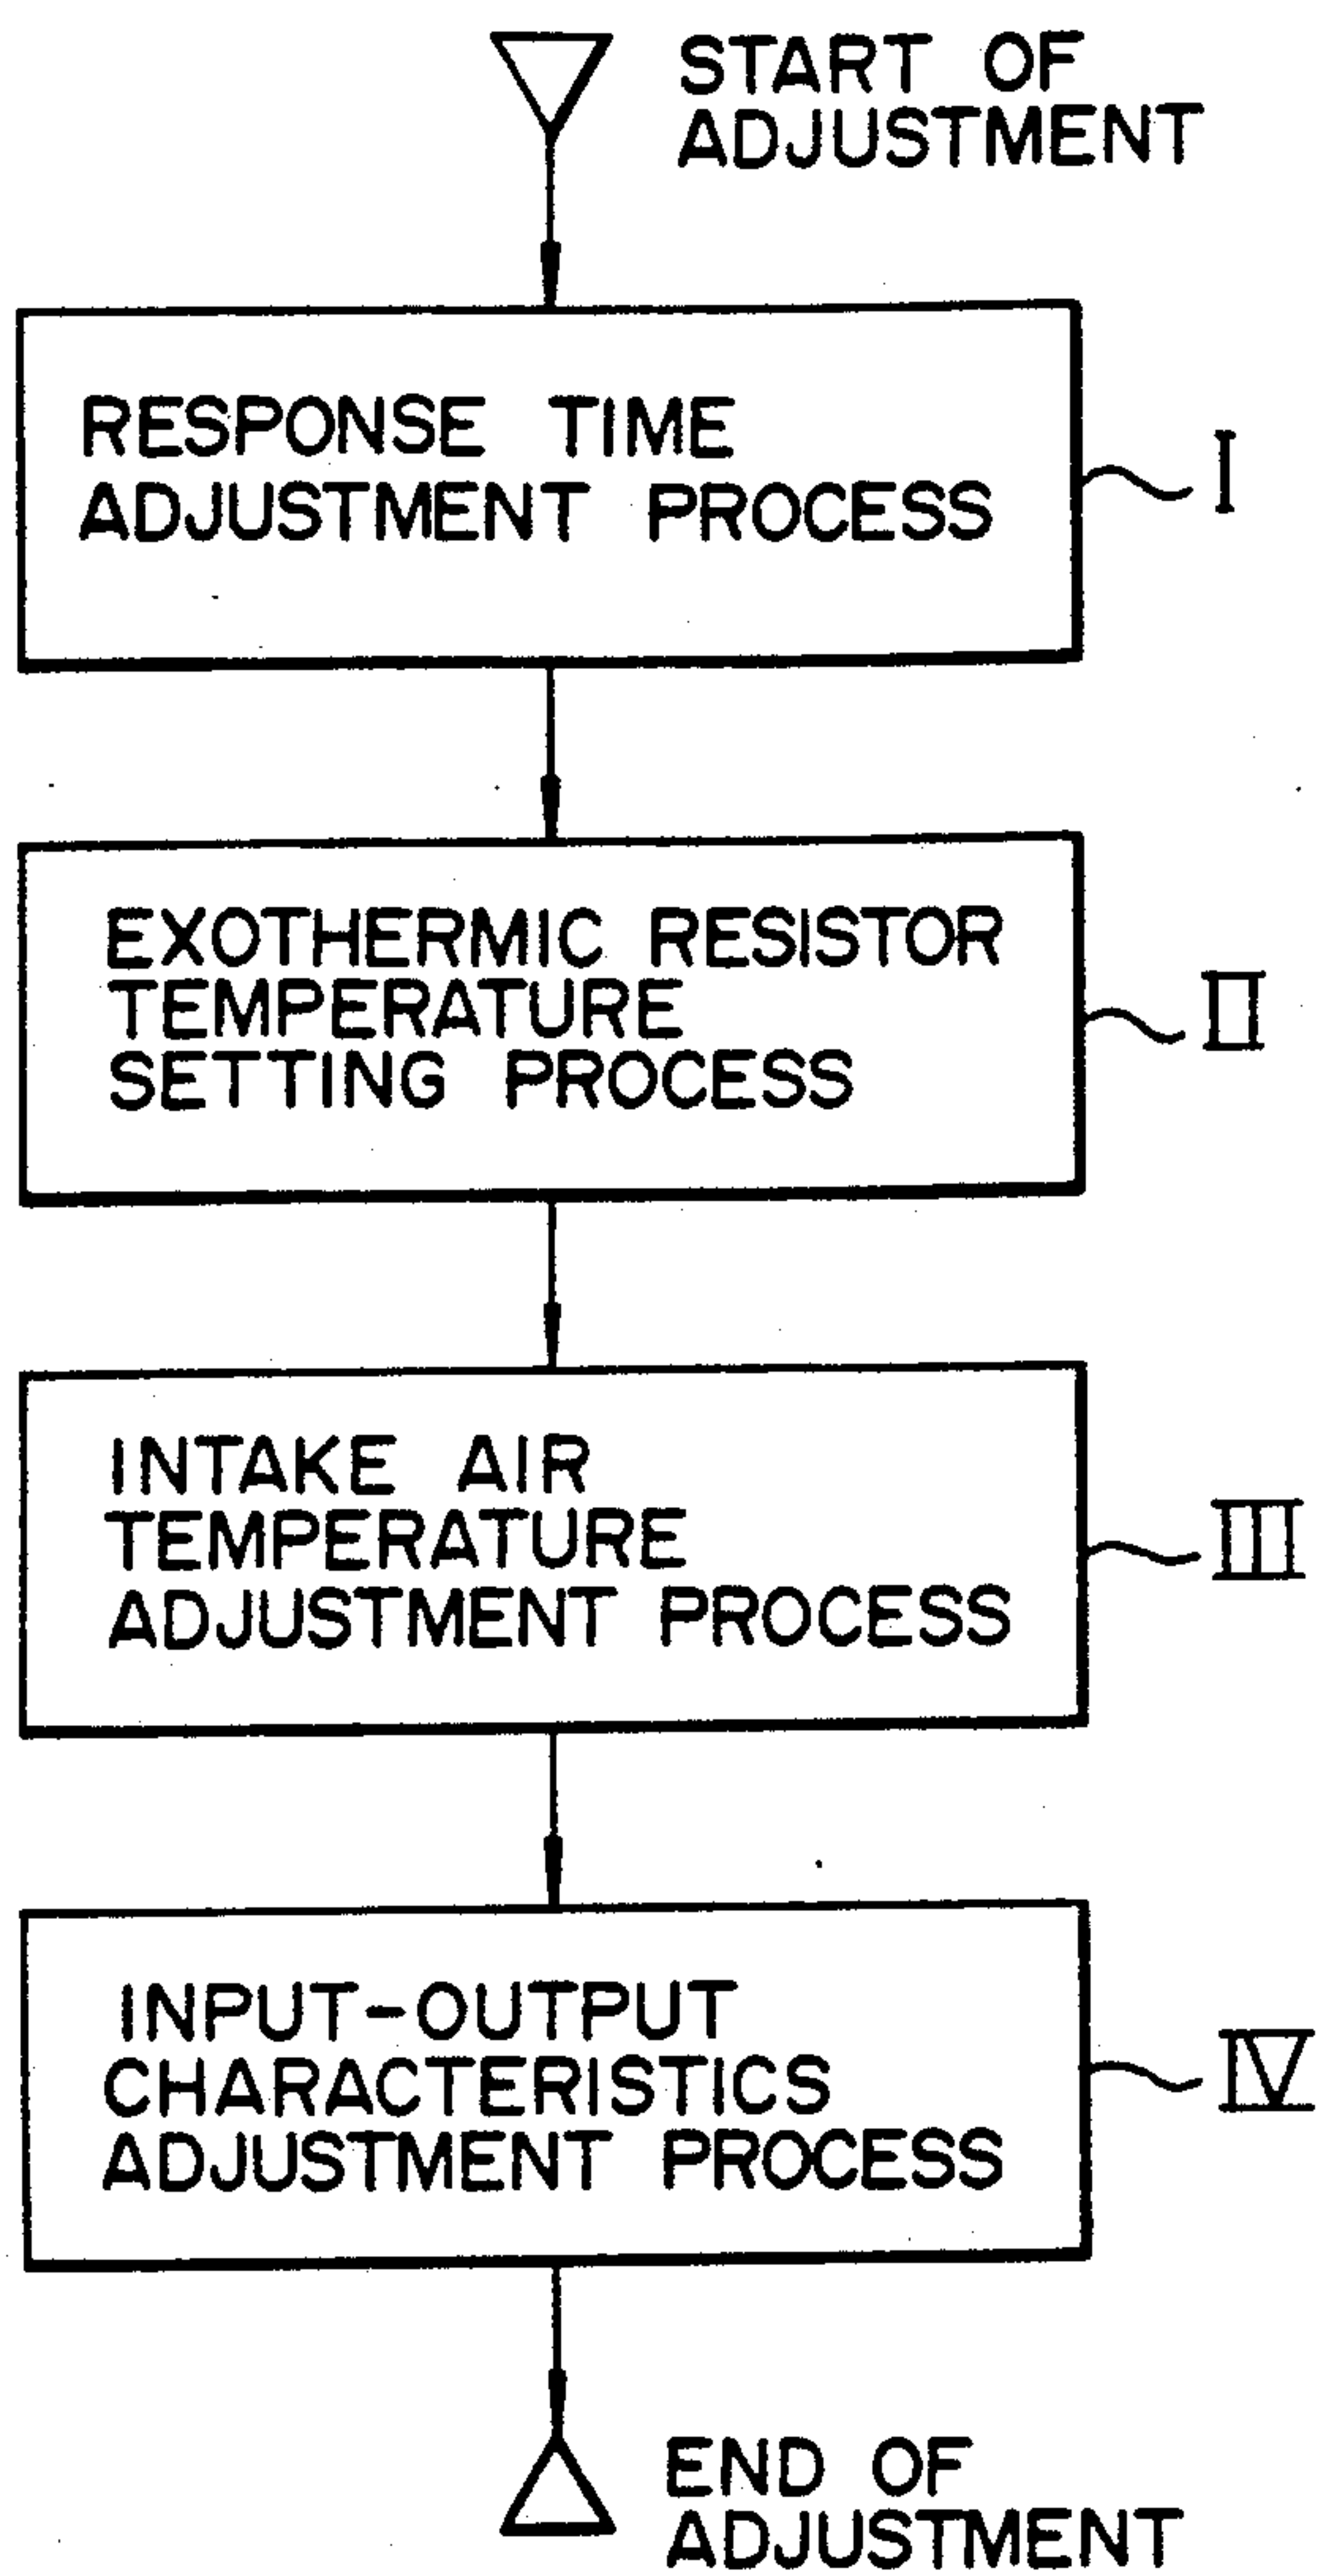 START OF
ADJUSTMENT
RESPONSE TIME
ADJUSTMENT PROCESS
I
EXOTHERMIC RESISTOR
TEMPERATURE
SETTING PROCESS
II
INTAKE AIR
TEMPERATURE
ADJUSTMENT PROCESS
III
INPUT-OUTPUT
CHARACTERISTICS
ADJUSTMENT PROCESS
IV
END OF
ADJUSTMENT